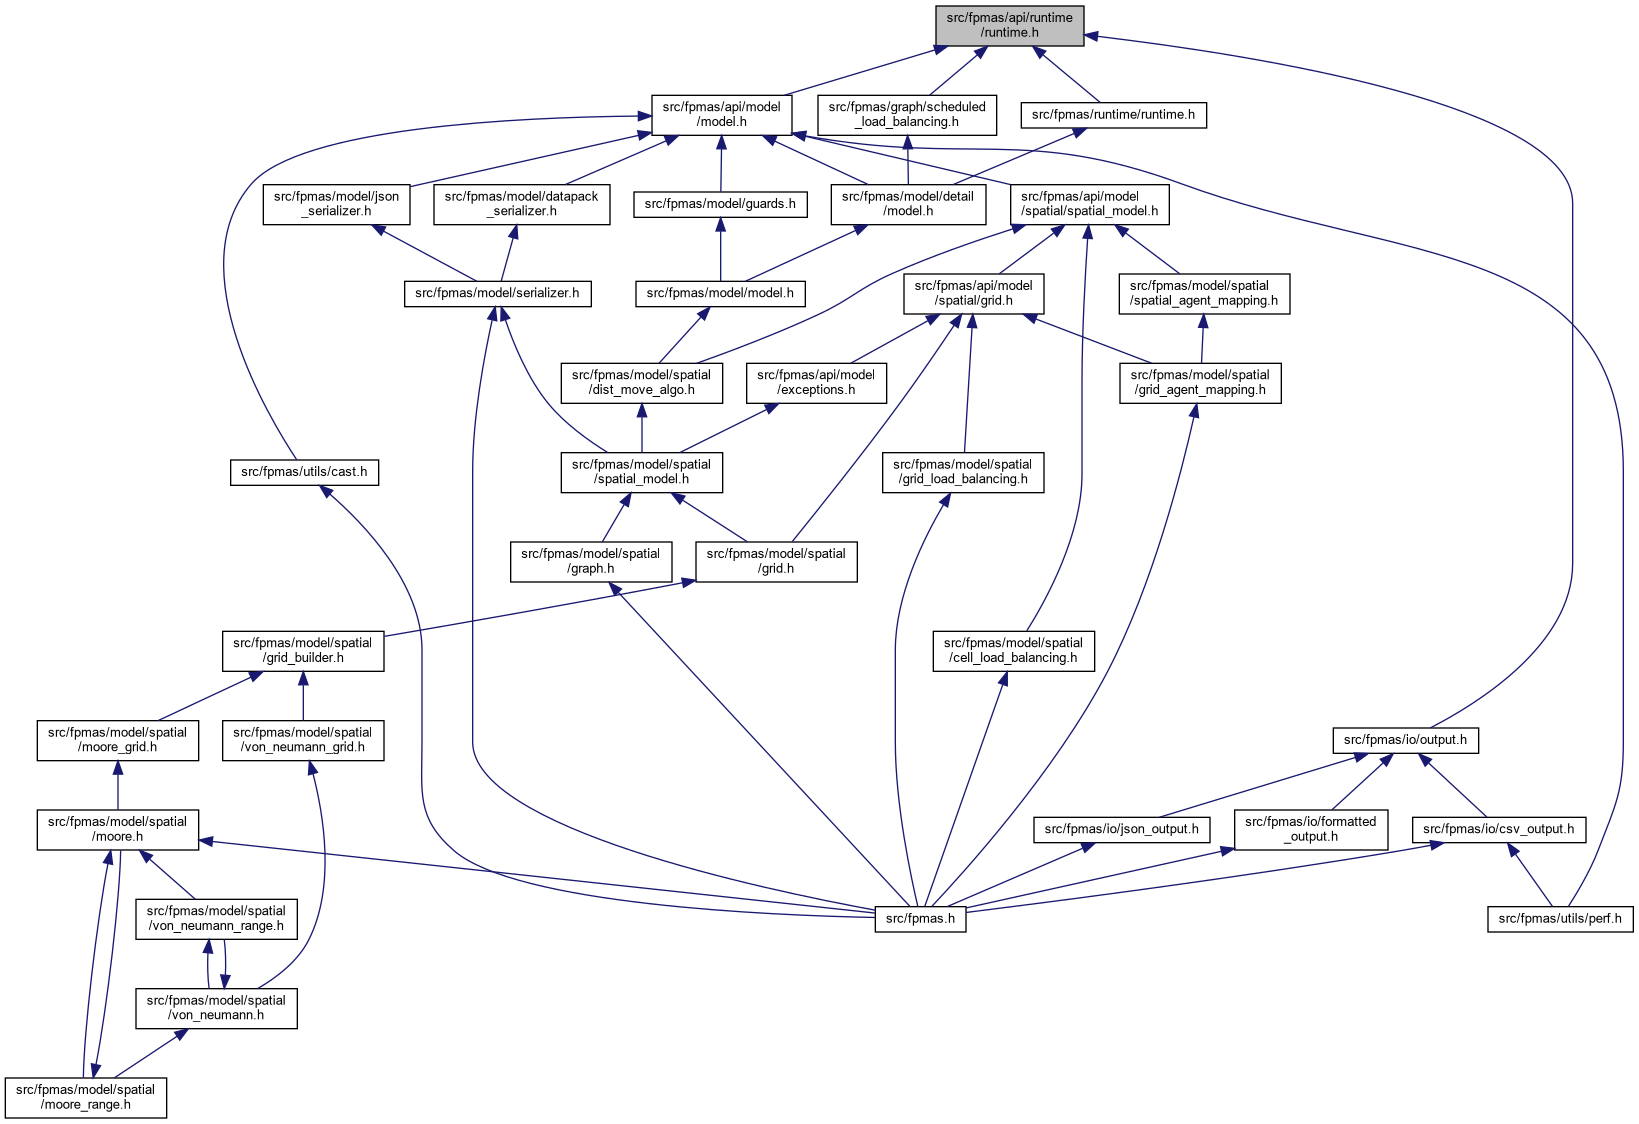 src/fpmas/api/runtime
/runtime.h
src/fpmas/api/model
/model.h
src/fpmas/graph/scheduled
_load_balancing.h
src/fpmas/runtime/runtime.h
src/fpmas/model/json
_serializer.h
src/fpmas/model/datapack
_serializer.h
src/fpmas/model/guards.h
src/fpmas/model/detail
/model.h
src/fpmas/api/model
/spatial/spatial_model.h
src/fpmas/model/serializer.h
src/fpmas/model/model.h
src/fpmas/api/model
/spatial/grid.h
src/fpmas/model/spatial
/spatial_agent_mapping.h
src/fpmas/model/spatial
/dist_move_algo.h
src/fpmas/api/model
/exceptions.h
src/fpmas/model/spatial
/grid_agent_mapping.h
src/fpmas/utils/cast.h
src/fpmas/model/spatial
/spatial_model.h
src/fpmas/model/spatial
/grid_load_balancing.h
src/fpmas/model/spatial
/graph.h
src/fpmas/model/spatial
/grid.h
src/fpmas/model/spatial
/grid_builder.h
src/fpmas/model/spatial
/cell_load_balancing.h
src/fpmas/model/spatial
/moore_grid.h
src/fpmas/model/spatial
/von_neumann_grid.h
src/fpmas/io/output.h
src/fpmas/model/spatial
/moore.h
src/fpmas/io/json_output.h
src/fpmas/io/formatted
_output.h
src/fpmas/io/csv_output.h
src/fpmas/model/spatial
/von_neumann_range.h
src/fpmas.h
src/fpmas/utils/perf.h
src/fpmas/model/spatial
/von_neumann.h
src/fpmas/model/spatial
/moore_range.h